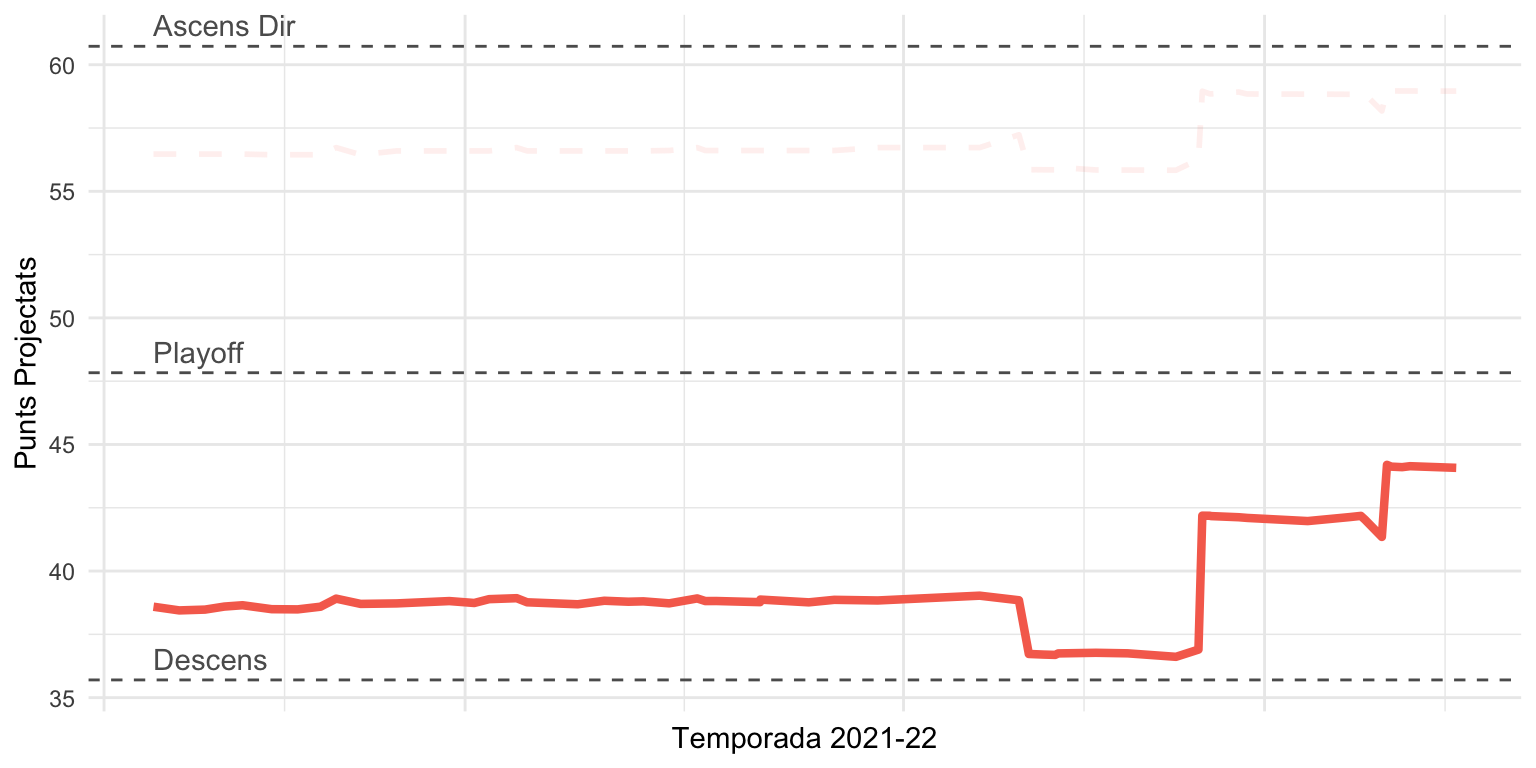 Ascens Dir
60
55
50
Playoff
45
40
Descens
35
Punts Projectats
Temporada 2021-22